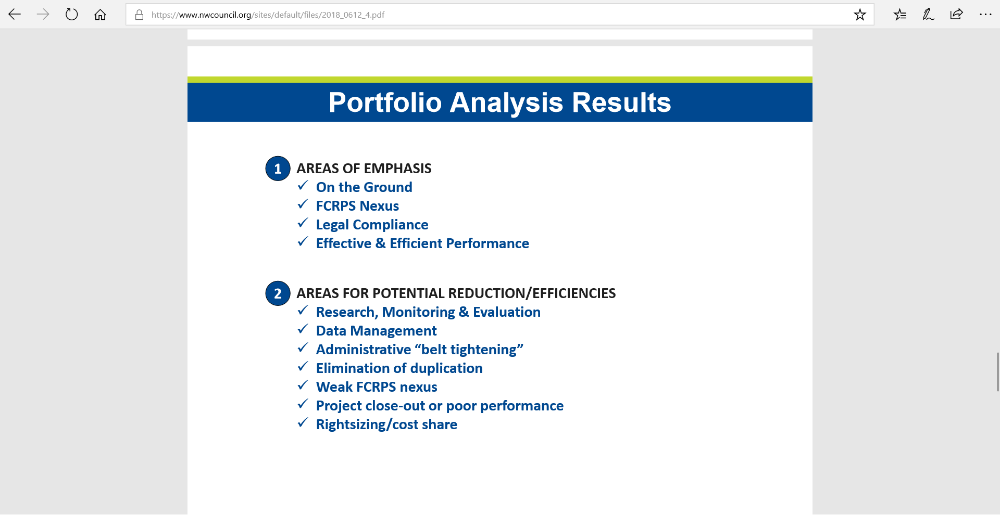 https://www.nwcouncil.org/sites/default/files/2018_0612_4.pdf
Portfolio Analysis Results
1 AREAS OF EMPHASIS
✓ On the Ground
✓ FCRPS Nexus
✓ Legal Compliance
✓ Effective & Efficient Performance
2 AREAS FOR POTENTIAL REDUCTION/EFFICIENCIES
✓ Research, Monitoring & Evaluation
✓ Data Management
✓ Administrative “belt tightening”
✓ Elimination of duplication
✓ Weak FCRPS nexus
✓ Project close-out or poor performance
✓ Rightsizing/cost share